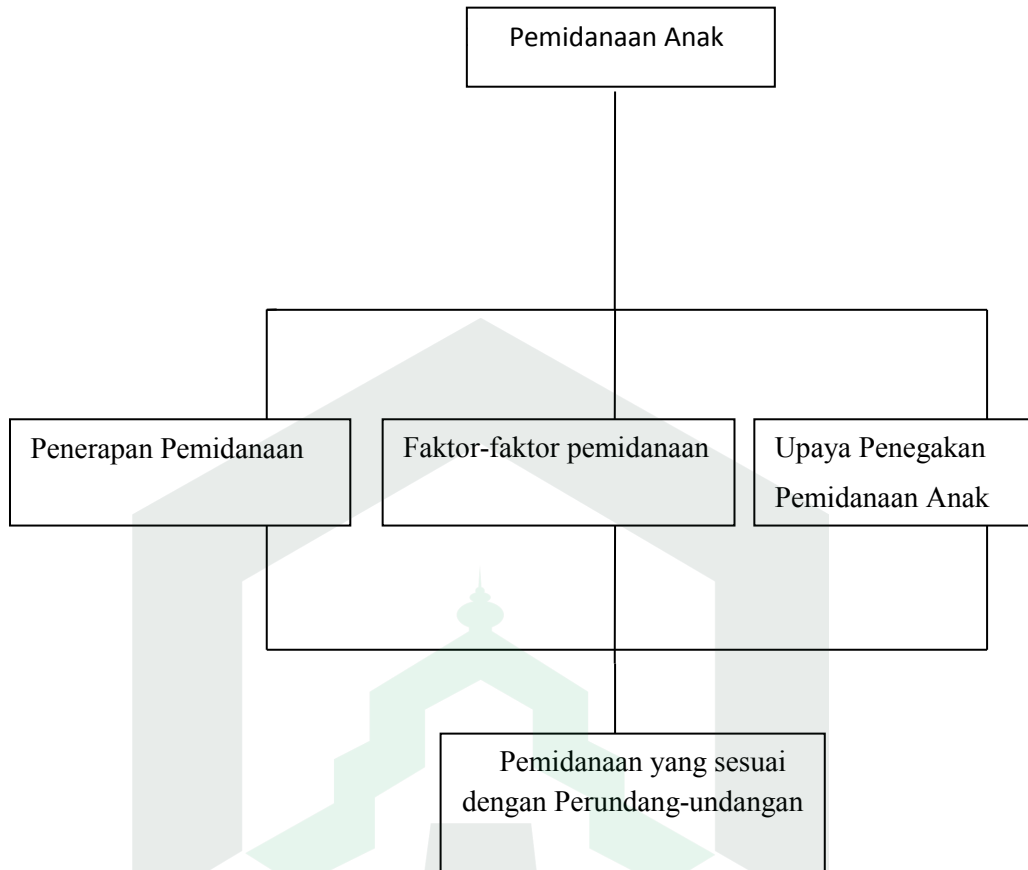 Pemidanaan Anak
Penerapan Pemidanaan
Faktor-faktor pemidanaan
Upaya Penegakan
Pemidanaan Anak
Pemidanaan yang sesuai
dengan Perundang-undangan